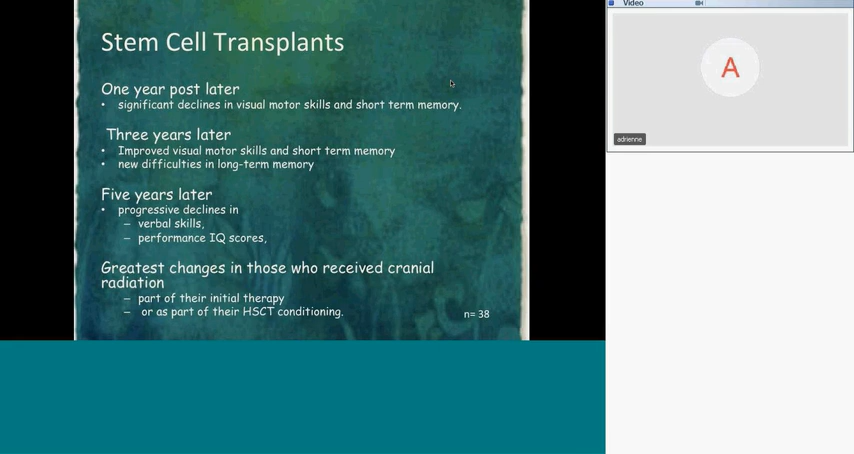 Stem Cell Transplants
One year post later
• significant declines in visual motor skills and short term memory.
Three years later
• Improved visual motor skills and short term memory
• new difficulties in long-term memory
Five years later
• progressive declines in
– verbal skills,
– performance IQ scores,
Greatest changes in those who received cranial
radiation
– part of their initial therapy
– or as part of their HSCT conditioning.
n= 38
Video
A
adrienne